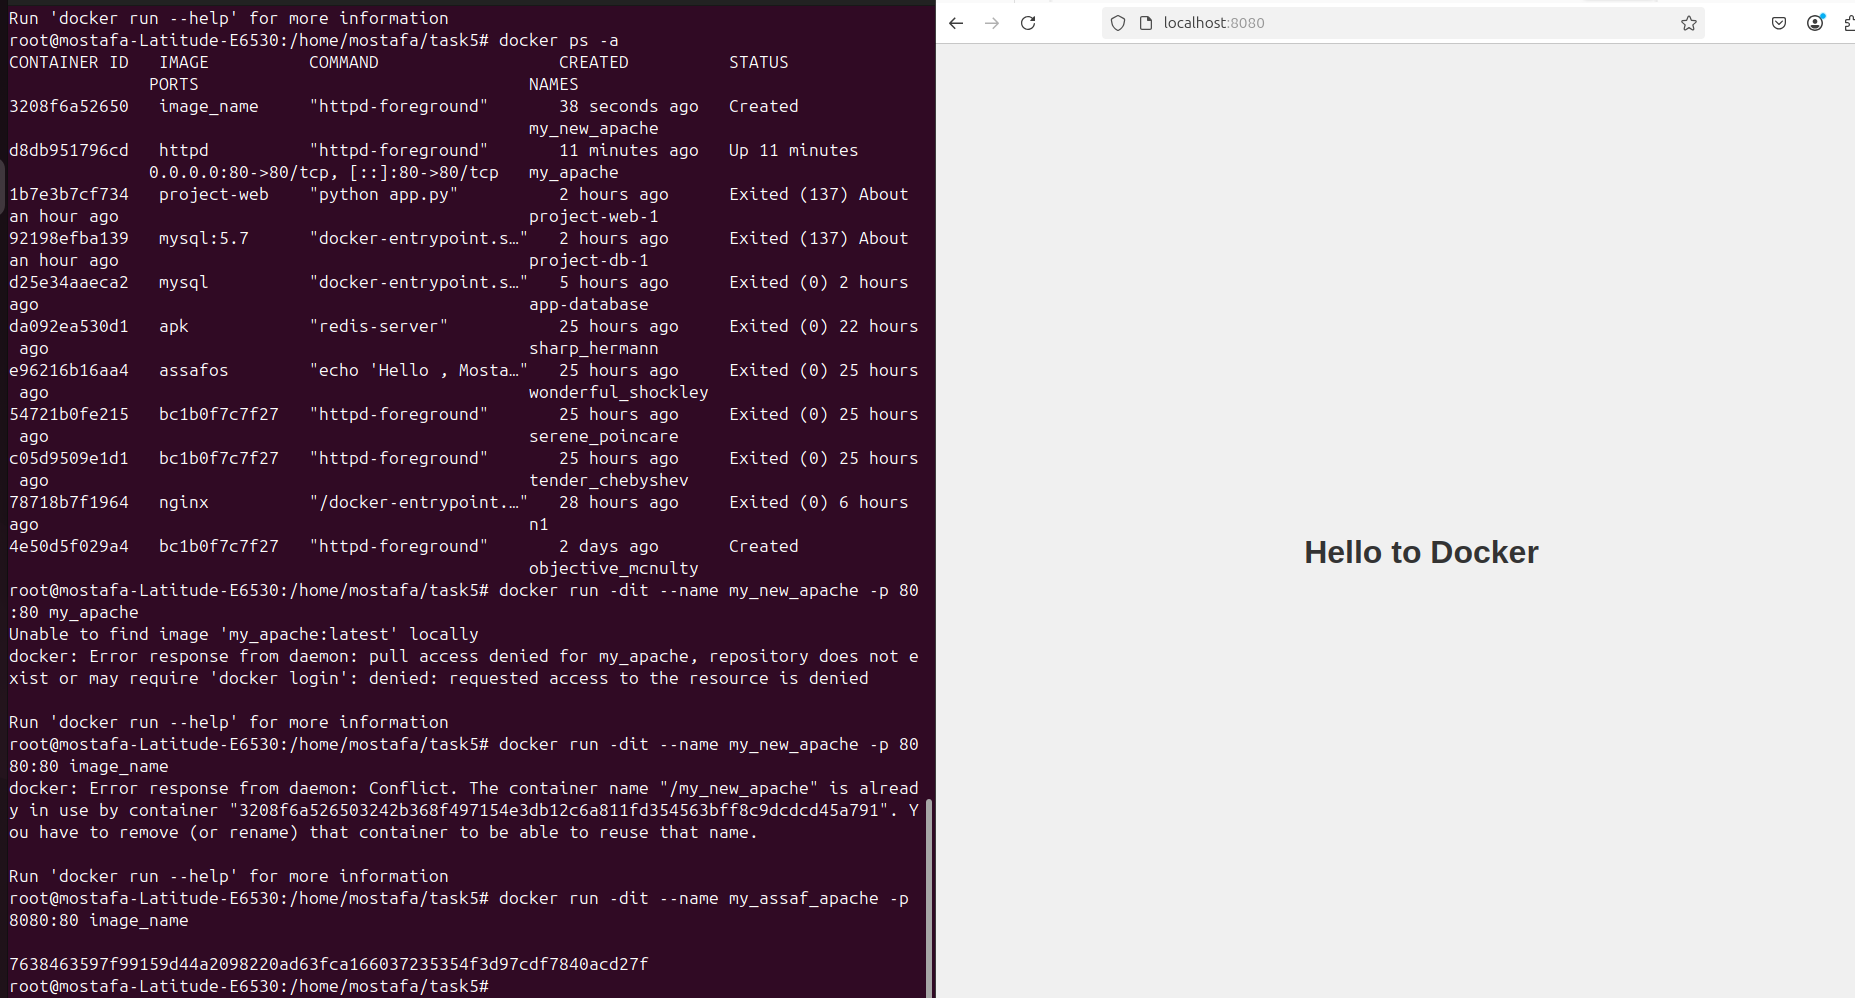 Run 'docker run --help' for more information
root@mostafa-Latitude-E6530:/home/mostafa/task5# docker ps -a
CONTAINER ID   IMAGE          COMMAND                  CREATED          STATUS
              PORTS                                 NAMES
3208f6a52650   image_name     "httpd-foreground"       38 seconds ago   Created
                                                    my_new_apache
d8db951796cd   httpd          "httpd-foreground"       11 minutes ago   Up 11 minutes
              0.0.0.0:80->80/tcp, [::]:80->80/tcp   my_apache
1b7e3b7cf734   project-web    "python app.py"          2 hours ago      Exited (137) About
an hour ago                                         project-web-1
92198efba139   mysql:5.7      "docker-entrypoint.s…"   2 hours ago      Exited (137) About
an hour ago                                         project-db-1
d25e34aaeca2   mysql          "docker-entrypoint.s…"   5 hours ago      Exited (0) 2 hours
ago                                                 app-database
da092ea530d1   apk            "redis-server"           25 hours ago     Exited (0) 22 hours
 ago                                                sharp_hermann
e96216b16aa4   assafos        "echo 'Hello , Mosta…"   25 hours ago     Exited (0) 25 hours
 ago                                                wonderful_shockley
54721b0fe215   bc1b0f7c7f27   "httpd-foreground"       25 hours ago     Exited (0) 25 hours
 ago                                                serene_poincare
c05d9509e1d1   bc1b0f7c7f27   "httpd-foreground"       25 hours ago     Exited (0) 25 hours
 ago                                                tender_chebyshev
78718b7f1964   nginx          "/docker-entrypoint.…"   28 hours ago     Exited (0) 6 hours
ago                                                 n1
4e50d5f029a4   bc1b0f7c7f27   "httpd-foreground"       2 days ago       Created
                                                    objective_mcnulty
root@mostafa-Latitude-E6530:/home/mostafa/task5# docker run -dit --name my_new_apache -p 80
:80 my_apache
Unable to find image 'my_apache:latest' locally
docker: Error response from daemon: pull access denied for my_apache, repository does not e
xist or may require 'docker login': denied: requested access to the resource is denied

Run 'docker run --help' for more information
root@mostafa-Latitude-E6530:/home/mostafa/task5# docker run -dit --name my_new_apache -p 80
80:80 image_name
docker: Error response from daemon: Conflict. The container name "/my_new_apache" is alread
y in use by container "3208f6a526503242b368f497154e3db12c6a811fd354563bff8c9dcdcd45a791". Y
ou have to remove (or rename) that container to be able to reuse that name.

Run 'docker run --help' for more information
root@mostafa-Latitude-E6530:/home/mostafa/task5# docker run -dit --name my_assaf_apache -p
8080:80 image_name

7638463597f99159d44a2098220ad63fca166037235354f3d97cdf7840acd27f
root@mostafa-Latitude-E6530:/home/mostafa/task5#
localhost:8080
Hello to Docker